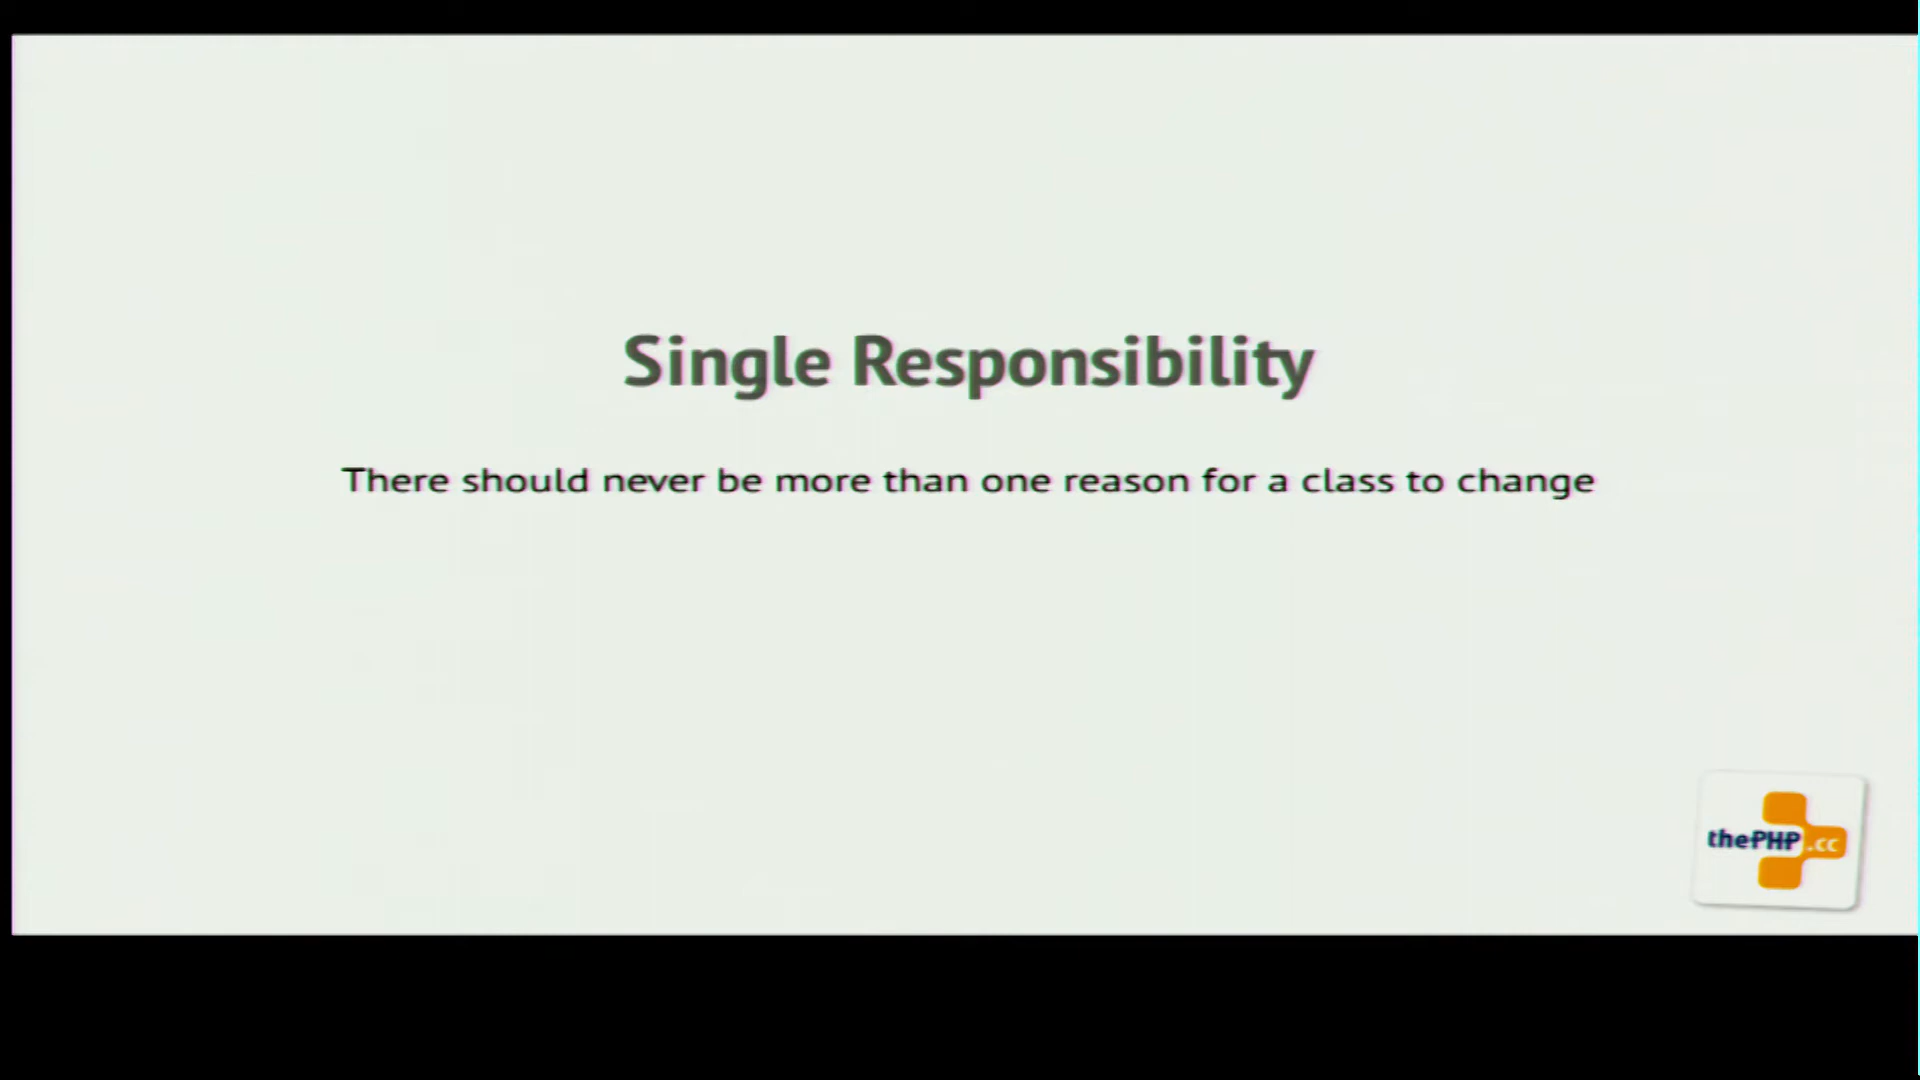 Single Responsibility
There should never be more than one reason for a class to change
thePHP.cc